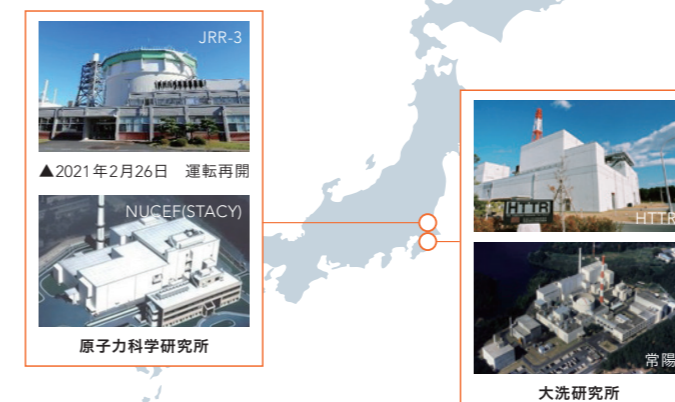 JRR-3
▲2021年2月26日　運転再開
NUCEF(STACY)
原子力科学研究所
HTTR
HTTR
常陽
大洗研究所